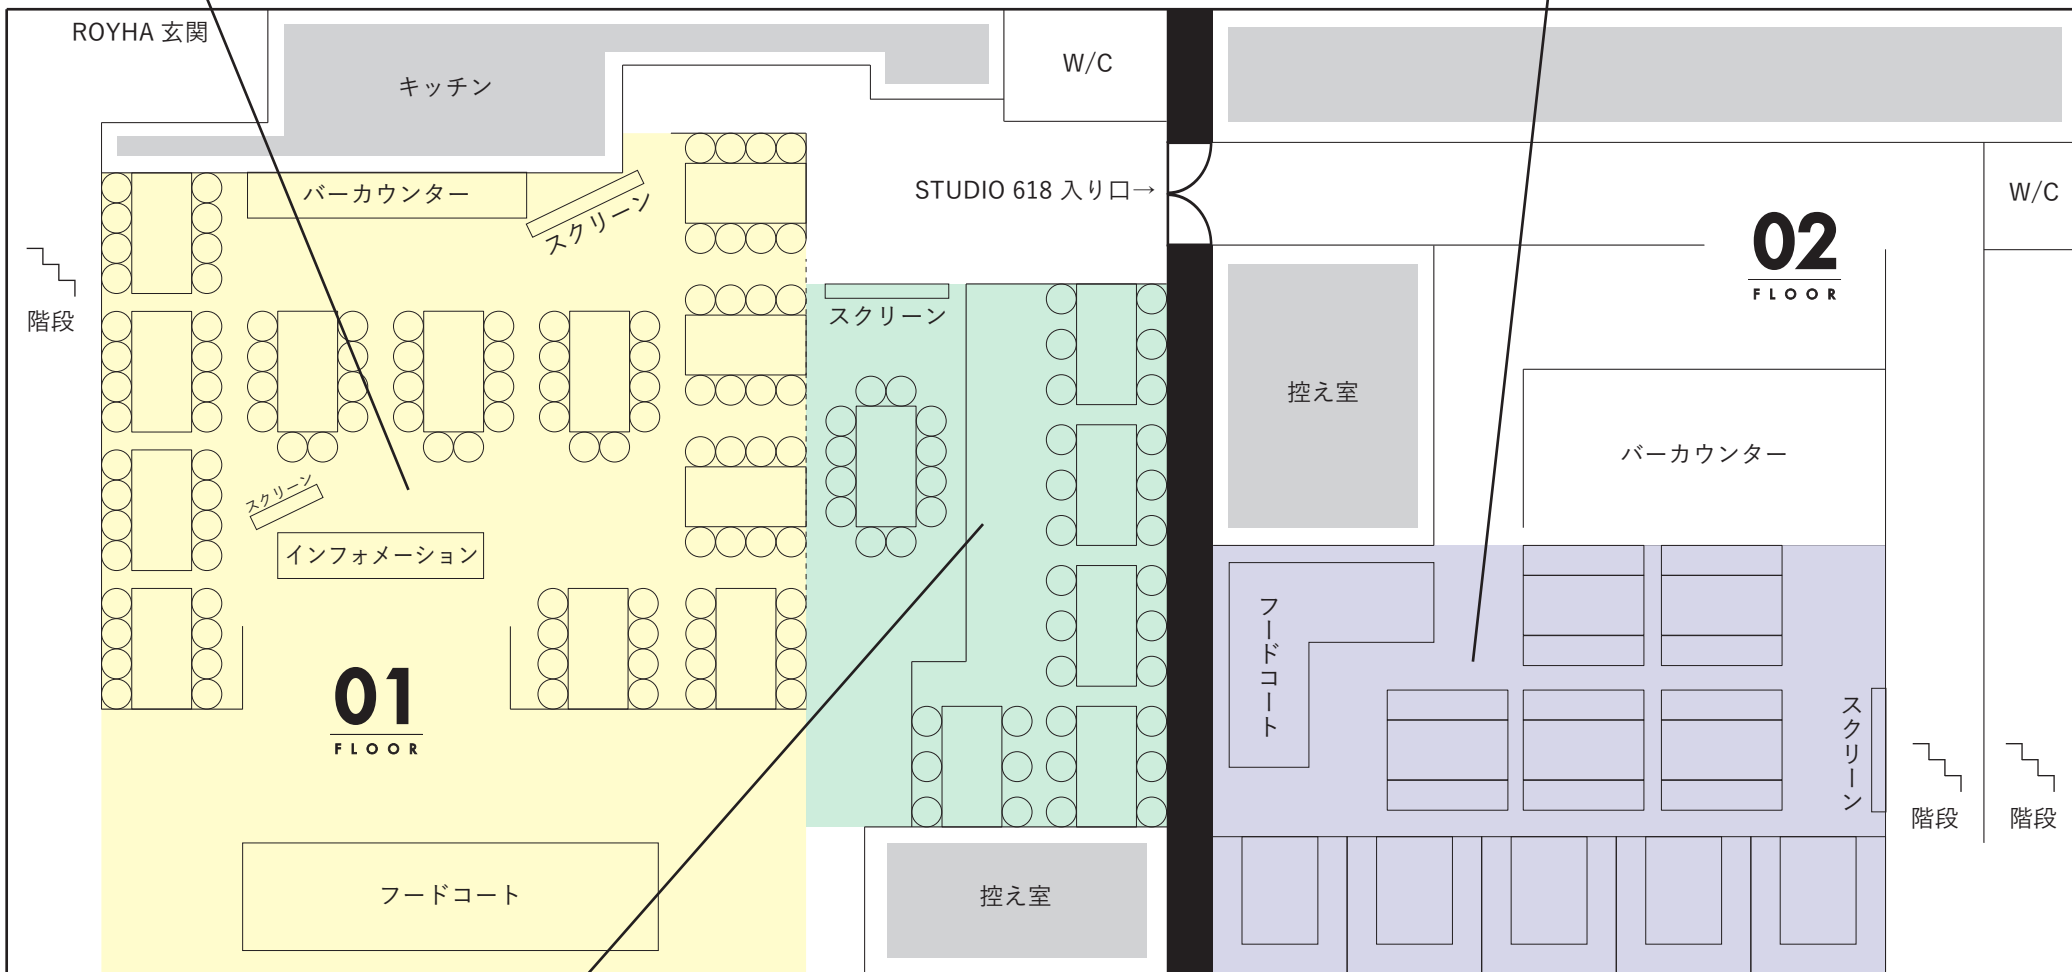 ROYHA 玄関
キッチン
W/C
バーカウンター
スクリーン
STUDIO 618 入り口→
W/C
02
FLOOR
階段
スクリーン
控え室
バーカウンター
スクリーン
インフォメーション
フードコート
01
FLOOR
スクリーン
階段
階段
フードコート
控え室